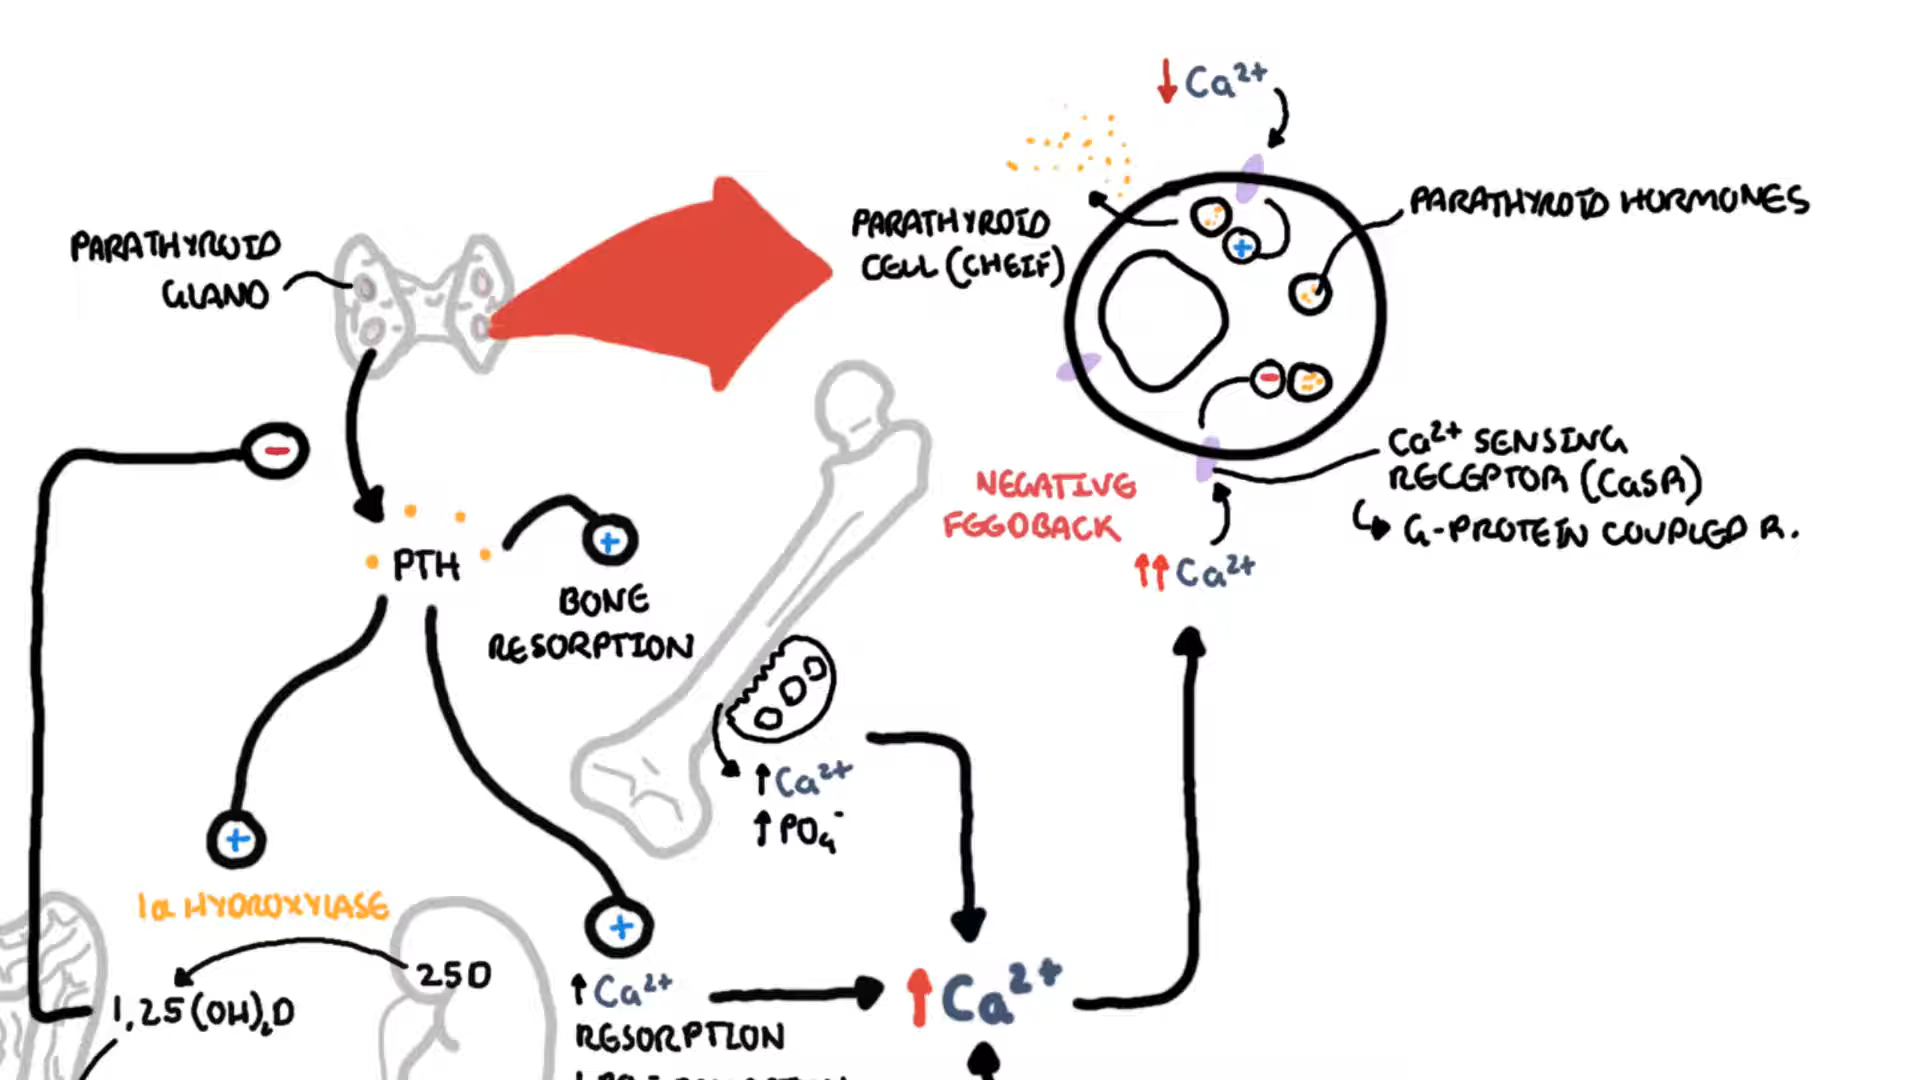 ↓ Ca²⁺
PARATHYROID
GLAND
PARATHYROID
CELL (CHEIF)
PARATHYROID HORMONES
Ca²⁺ SENSING
RECEPTOR (CaSR)
↳ G-PROTEIN COUPLED R.
NEGATIVE
FEEDBACK
↑↑ Ca²⁺
PTH
BONE
RESORPTION
↑ Ca²⁺
↑ PO₄⁻
1α HYDROXYLASE
25D
1,25(OH)₂D
↑ Ca²⁺
RESORPTION
↑ Ca²⁺